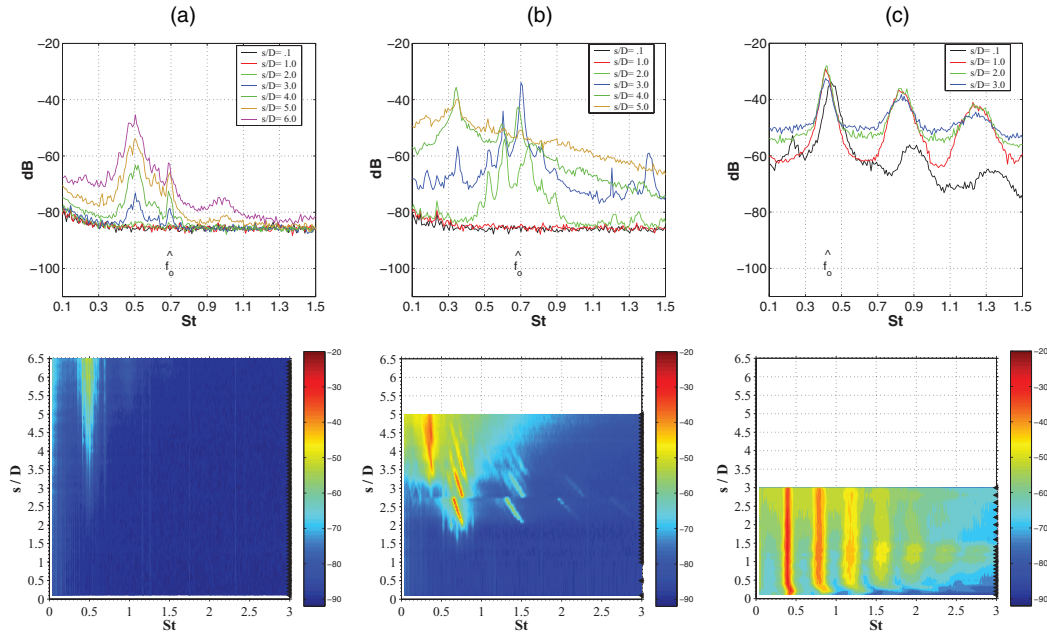 (a)
(b)
(c)
−20
−40
−60
−80
−100
dB
s/D= .1
s/D= 1.0
s/D= 2.0
s/D= 3.0
s/D= 4.0
s/D= 5.0
s/D= 6.0
^
f_o
0.1 0.3 0.5 0.7 0.9 1.1 1.3 1.5
St
−20
−40
−60
−80
−100
dB
s/D= .1
s/D= 1.0
s/D= 2.0
s/D= 3.0
s/D= 4.0
s/D= 5.0
^
f_o
0.1 0.3 0.5 0.7 0.9 1.1 1.3 1.5
St
−20
−40
−60
−80
−100
dB
s/D= .1
s/D= 1.0
s/D= 2.0
s/D= 3.0
^
f_o
0.1 0.3 0.5 0.7 0.9 1.1 1.3 1.5
St
6.5
6
5.5
5
4.5
4
3.5
3
2.5
2
1.5
1
0.5
0
s / D
0 0.5 1 1.5 2 2.5 3
St
−20
−30
−40
−50
−60
−70
−80
−90
6.5
6
5.5
5
4.5
4
3.5
3
2.5
2
1.5
1
0.5
0
s / D
0 0.5 1 1.5 2 2.5 3
St
−20
−30
−40
−50
−60
−70
−80
−90
6.5
6
5.5
5
4.5
4
3.5
3
2.5
2
1.5
1
0.5
0
s / D
0 0.5 1 1.5 2 2.5 3
St
−20
−30
−40
−50
−60
−70
−80
−90